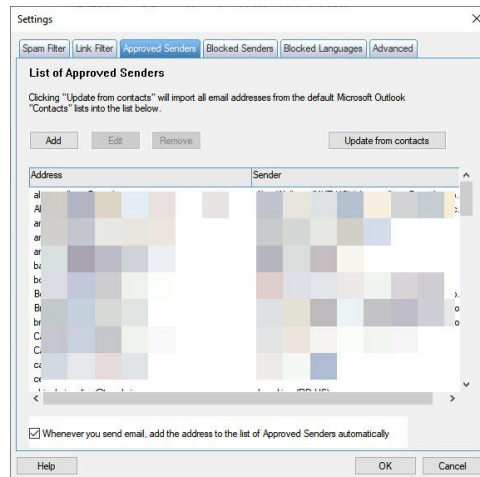 Settings
Spam Filter Link Filter Approved Senders Blocked Senders Blocked Languages Advanced
List of Approved Senders
Clicking "Update from contacts" will import all email addresses from the default Microsoft Outlook
"Contacts" lists into the list below.
Add Edit Remove Update from contacts
Address Sender
Whenever you send email, add the address to the list of Approved Senders automatically
Help OK Cancel